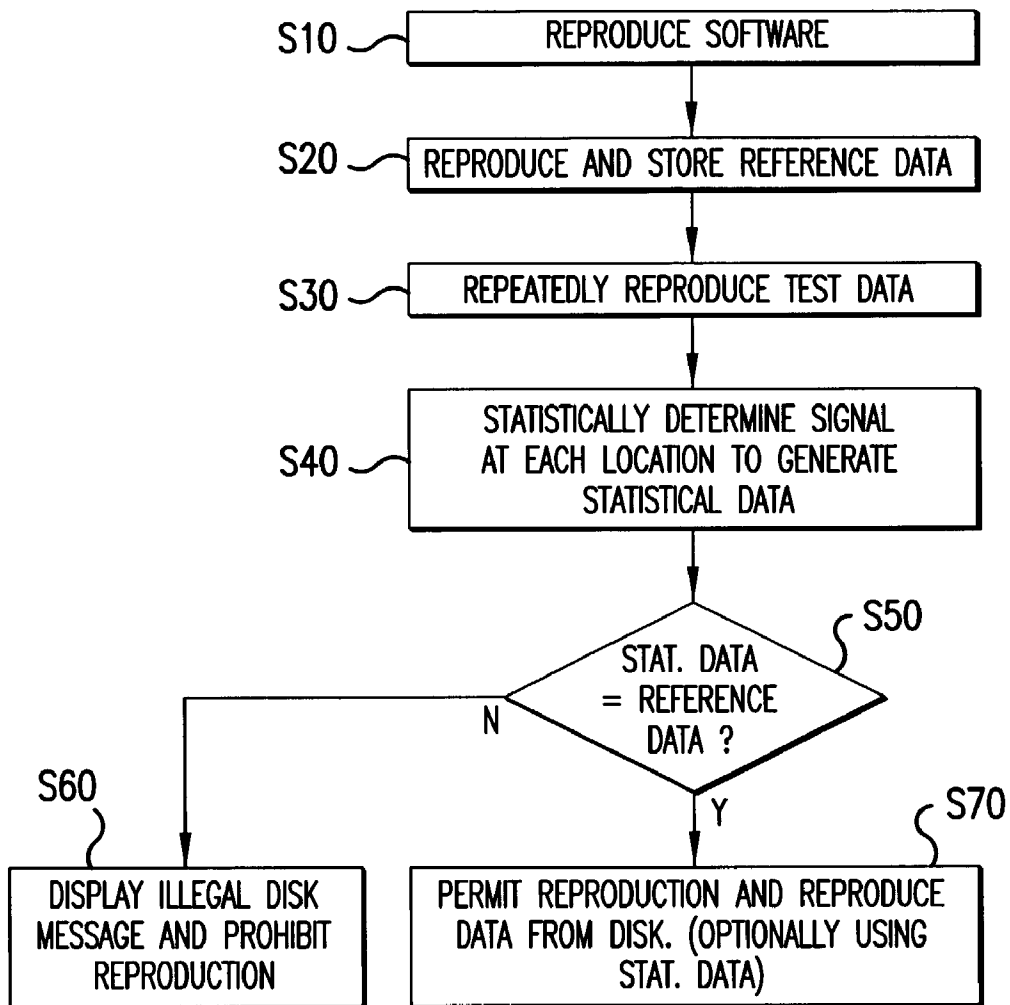 S10
REPRODUCE SOFTWARE
S20
REPRODUCE AND STORE REFERENCE DATA
S30
REPEATEDLY REPRODUCE TEST DATA
S40
STATISTICALLY DETERMINE SIGNAL
AT EACH LOCATION TO GENERATE
STATISTICAL DATA
S50
STAT. DATA
= REFERENCE
DATA ?
N
Y
S60
DISPLAY ILLEGAL DISK
MESSAGE AND PROHIBIT
REPRODUCTION
S70
PERMIT REPRODUCTION AND REPRODUCE
DATA FROM DISK. (OPTIONALLY USING
STAT. DATA)